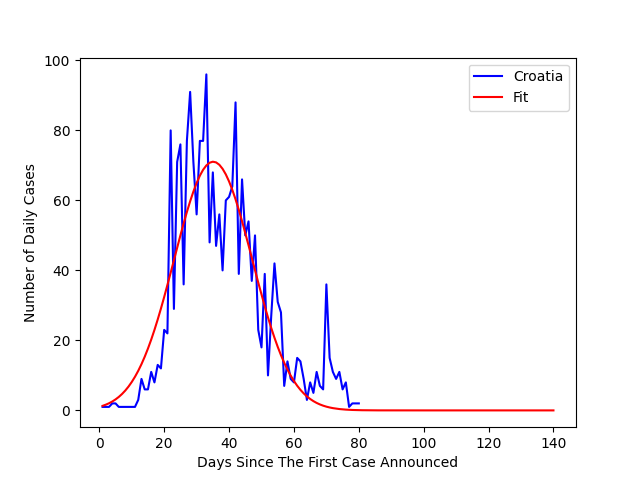 Croatia
Fit
100
80
60
40
20
0
Number of Daily Cases
0 20 40 60 80 100 120 140
Days Since The First Case Announced